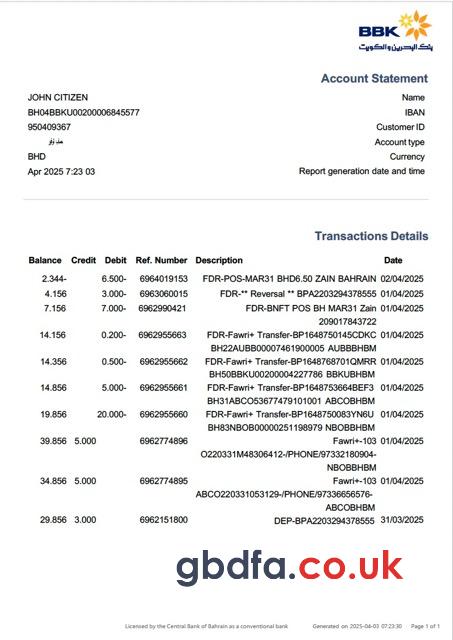 BBK
بنك البحرين والكويت
Account Statement
JOHN CITIZEN Name
BH04BBKU00200006845577 IBAN
950409367 Customer ID
Account type
BHD Currency
Apr 2025 7:23 03 Report generation date and time
Transactions Details
Balance Credit Debit Ref. Number Description Date
2.344- 6.500- 6964019153 FDR-POS-MAR31 BHD6.50 ZAIN BAHRAIN 02/04/2025
4.156 3.000- 6963060015 FDR-** Reversal ** BPA2203294378555 01/04/2025
7.156 7.000- 6962990421 FDR-BNFT POS BH MAR31 Zain 01/04/2025
209017843722
14.156 0.200- 6962955663 FDR-Fawri+ Transfer-BP1648750145CDKC 01/04/2025
BH22AUBB00007461900005 AUBBBHBM
14.356 0.500- 6962955662 FDR-Fawri+ Transfer-BP1648768701QMRR 01/04/2025
BH50BBKU00200004227786 BBKUBHBM
14.856 5.000- 6962955661 FDR-Fawri+ Transfer-BP1648753664BEF3 01/04/2025
BH31ABCO53677479101001 ABCOBHBM
19.856 20.000- 6962955660 FDR-Fawri+ Transfer-BP1648750083YN6U 01/04/2025
BH83NBOB00000251198979 NBOBBHBM
39.856 5.000 6962774896 Fawri+-103 01/04/2025
O220331M48306412-/PHONE/97332180904-
NBOBBHBM
34.856 5.000 6962774895 Fawri+-103 01/04/2025
ABCO220331053129-/PHONE/97336656576-
ABCOBHBM
29.856 3.000 6962151800 DEP-BPA2203294378555 31/03/2025
gbdfa.co.uk
Licensed by the Central Bank of Bahrain as a conventional bank Generated on 2025-04-03 07:23:30 Page 1 of 1